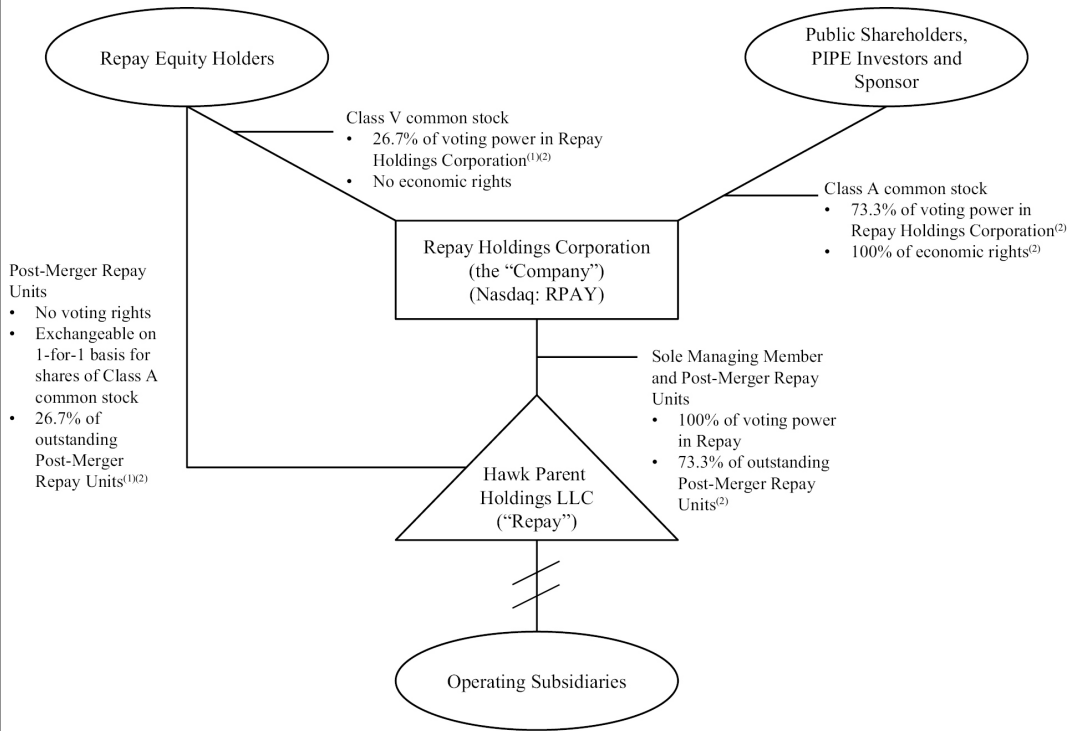 Repay Equity Holders
Public Shareholders,
PIPE Investors and
Sponsor
Class V common stock
• 26.7% of voting power in Repay
Holdings Corporation(1)(2)
• No economic rights
Class A common stock
• 73.3% of voting power in
Repay Holdings Corporation(2)
• 100% of economic rights(2)
Repay Holdings Corporation
(the “Company”)
(Nasdaq: RPAY)
Post-Merger Repay
Units
• No voting rights
• Exchangeable on
1-for-1 basis for
shares of Class A
common stock
• 26.7% of
outstanding
Post-Merger
Repay Units(1)(2)
Sole Managing Member
and Post-Merger Repay
Units
• 100% of voting power
in Repay
• 73.3% of outstanding
Post-Merger Repay
Units(2)
Hawk Parent
Holdings LLC
(“Repay”)
Operating Subsidiaries